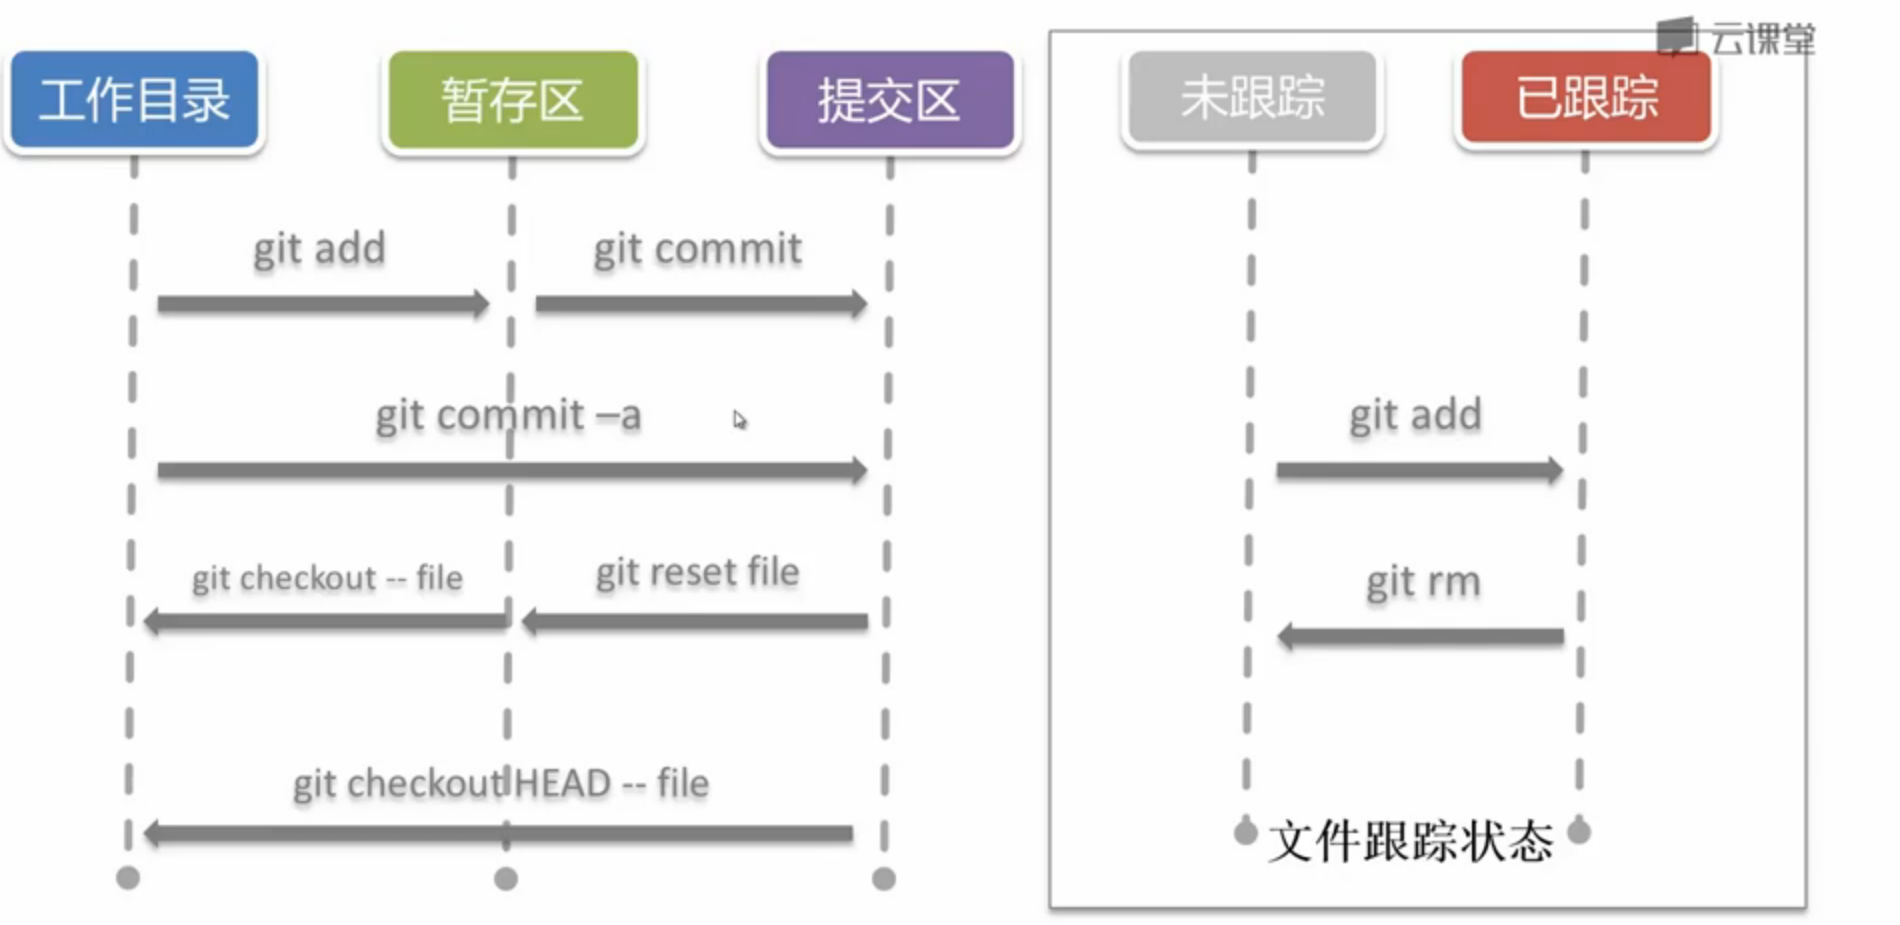 云课堂
工作目录
暂存区
提交区
未跟踪
已跟踪
git add
git commit
git commit –a
git add
git checkout -- file
git reset file
git rm
git checkout HEAD -- file
文件跟踪状态